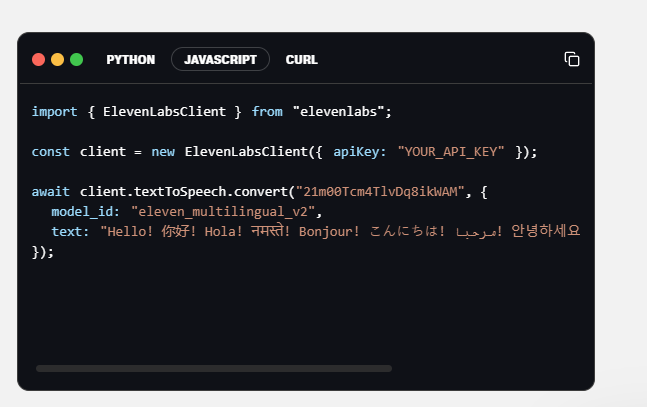 PYTHON JAVASCRIPT CURL
import { ElevenLabsClient } from "elevenlabs";
const client = new ElevenLabsClient({ apiKey: "YOUR_API_KEY" });
await client.textToSpeech.convert("21m00Tcm4TlvDq8ikWAM", {
model_id: "eleven_multilingual_v2",
text: "Hello! 你好! Hola! नमस्ते! Bonjour! こんにちは! مرحبا! 안녕하세요
});